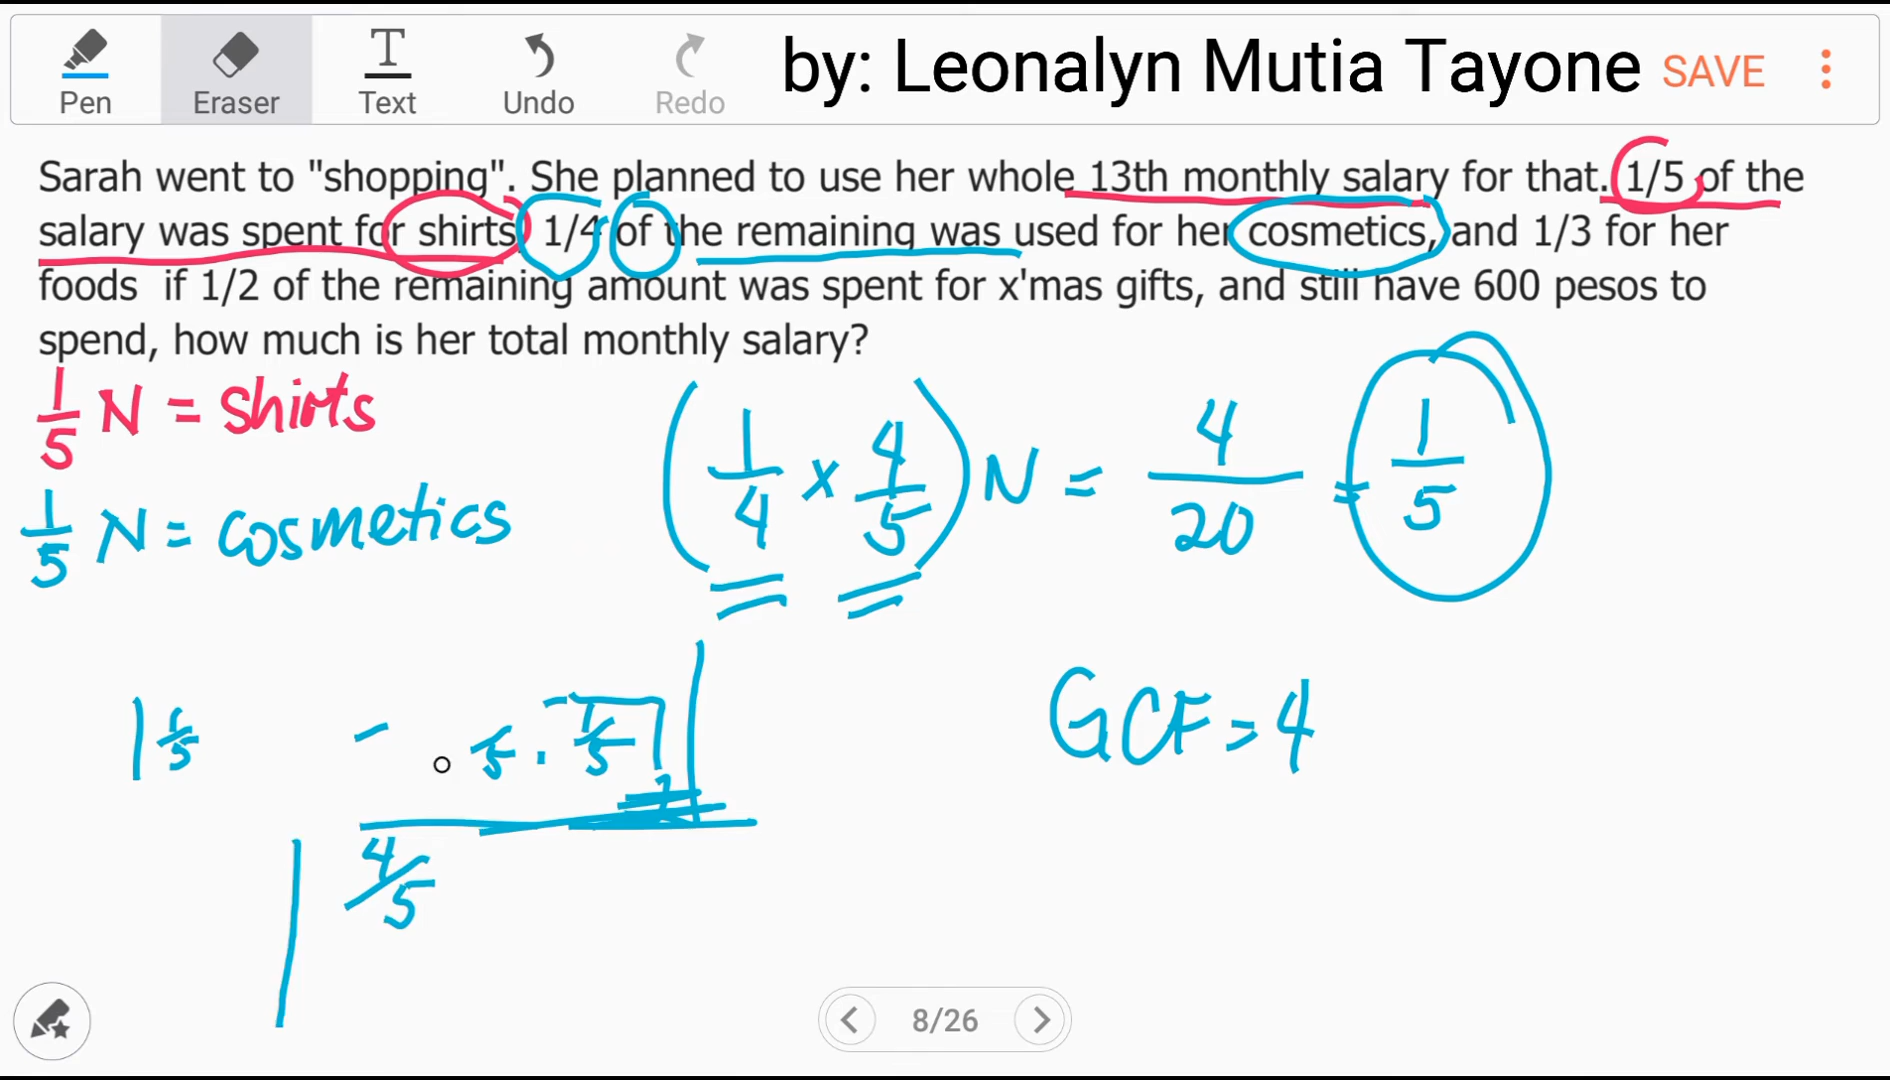 Pen Eraser Text Undo Redo by: Leonalyn Mutia Tayone SAVE
Sarah went to "shopping". She planned to use her whole 13th monthly salary for that. 1/5 of the
salary was spent for shirts, 1/4 of the remaining was used for her cosmetics, and 1/3 for her
foods if 1/2 of the remaining amount was spent for x'mas gifts, and still have 600 pesos to
spend, how much is her total monthly salary?
1/5 N = shirts
(1/4 x 4/5) N = 4/20 = 1/5
1/5 N = cosmetics
GCF = 4
4/5
8/26